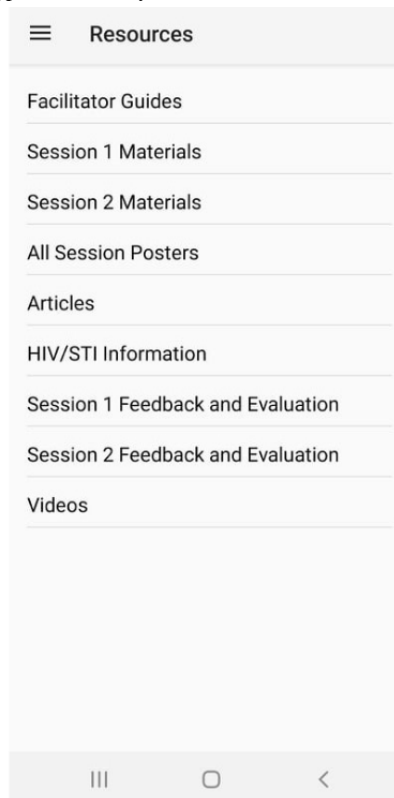 Resources
Facilitator Guides
Session 1 Materials
Session 2 Materials
All Session Posters
Articles
HIV/STI Information
Session 1 Feedback and Evaluation
Session 2 Feedback and Evaluation
Videos